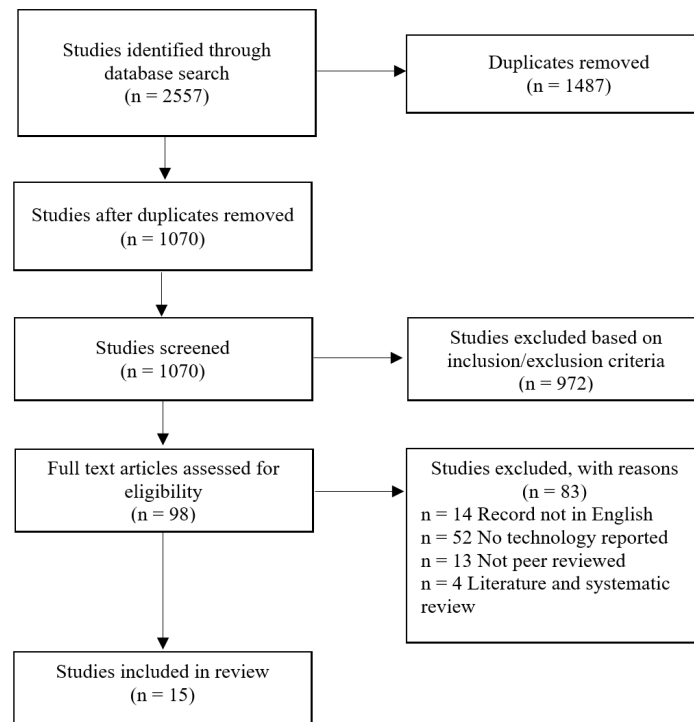 Studies identified through
database search
(n = 2557)
Duplicates removed
(n = 1487)
Studies after duplicates removed
(n = 1070)
Studies screened
(n = 1070)
Studies excluded based on
inclusion/exclusion criteria
(n = 972)
Full text articles assessed for
eligibility
(n = 98)
Studies excluded, with reasons
(n = 83)
n = 14 Record not in English
n = 52 No technology reported
n = 13 Not peer reviewed
n = 4 Literature and systematic
review
Studies included in review
(n = 15)